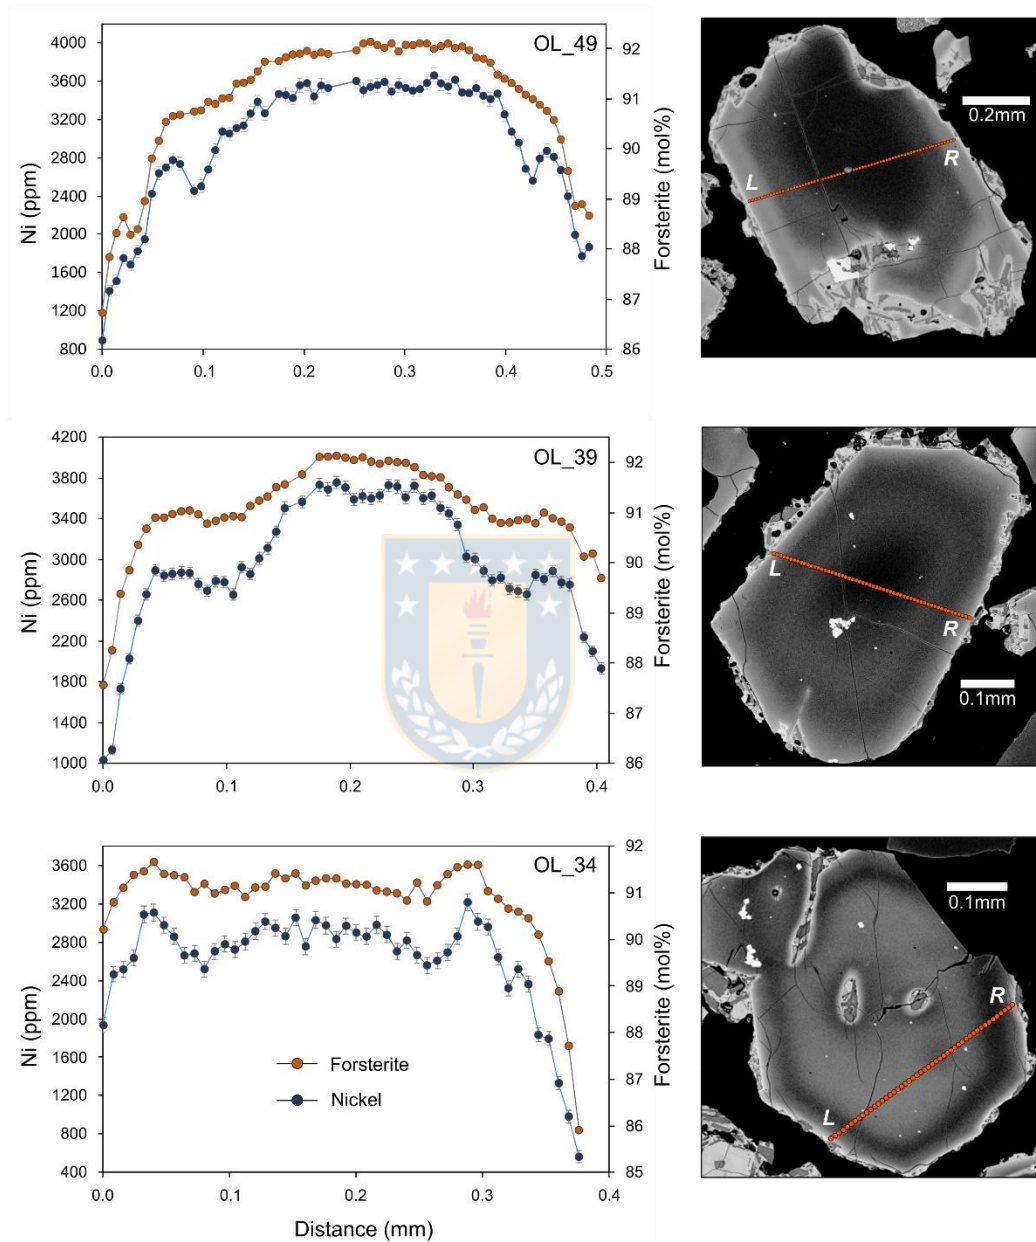 OL_49
Ni (ppm)
4000
3600
3200
2800
2400
2000
1600
1200
800
Forsterite (mol%)
92
91
90
89
88
87
86
0.0 0.1 0.2 0.3 0.4 0.5
0.2mm
L
R
OL_39
Ni (ppm)
4200
3800
3400
3000
2600
2200
1800
1400
1000
Forsterite (mol%)
92
91
90
89
88
87
86
0.0 0.1 0.2 0.3 0.4
L
R
0.1mm
OL_34
Ni (ppm)
3600
3200
2800
2400
2000
1600
1200
800
400
Forsterite (mol%)
92
91
90
89
88
87
86
85
Forsterite
Nickel
0.0 0.1 0.2 0.3 0.4
Distance (mm)
0.1mm
R
L